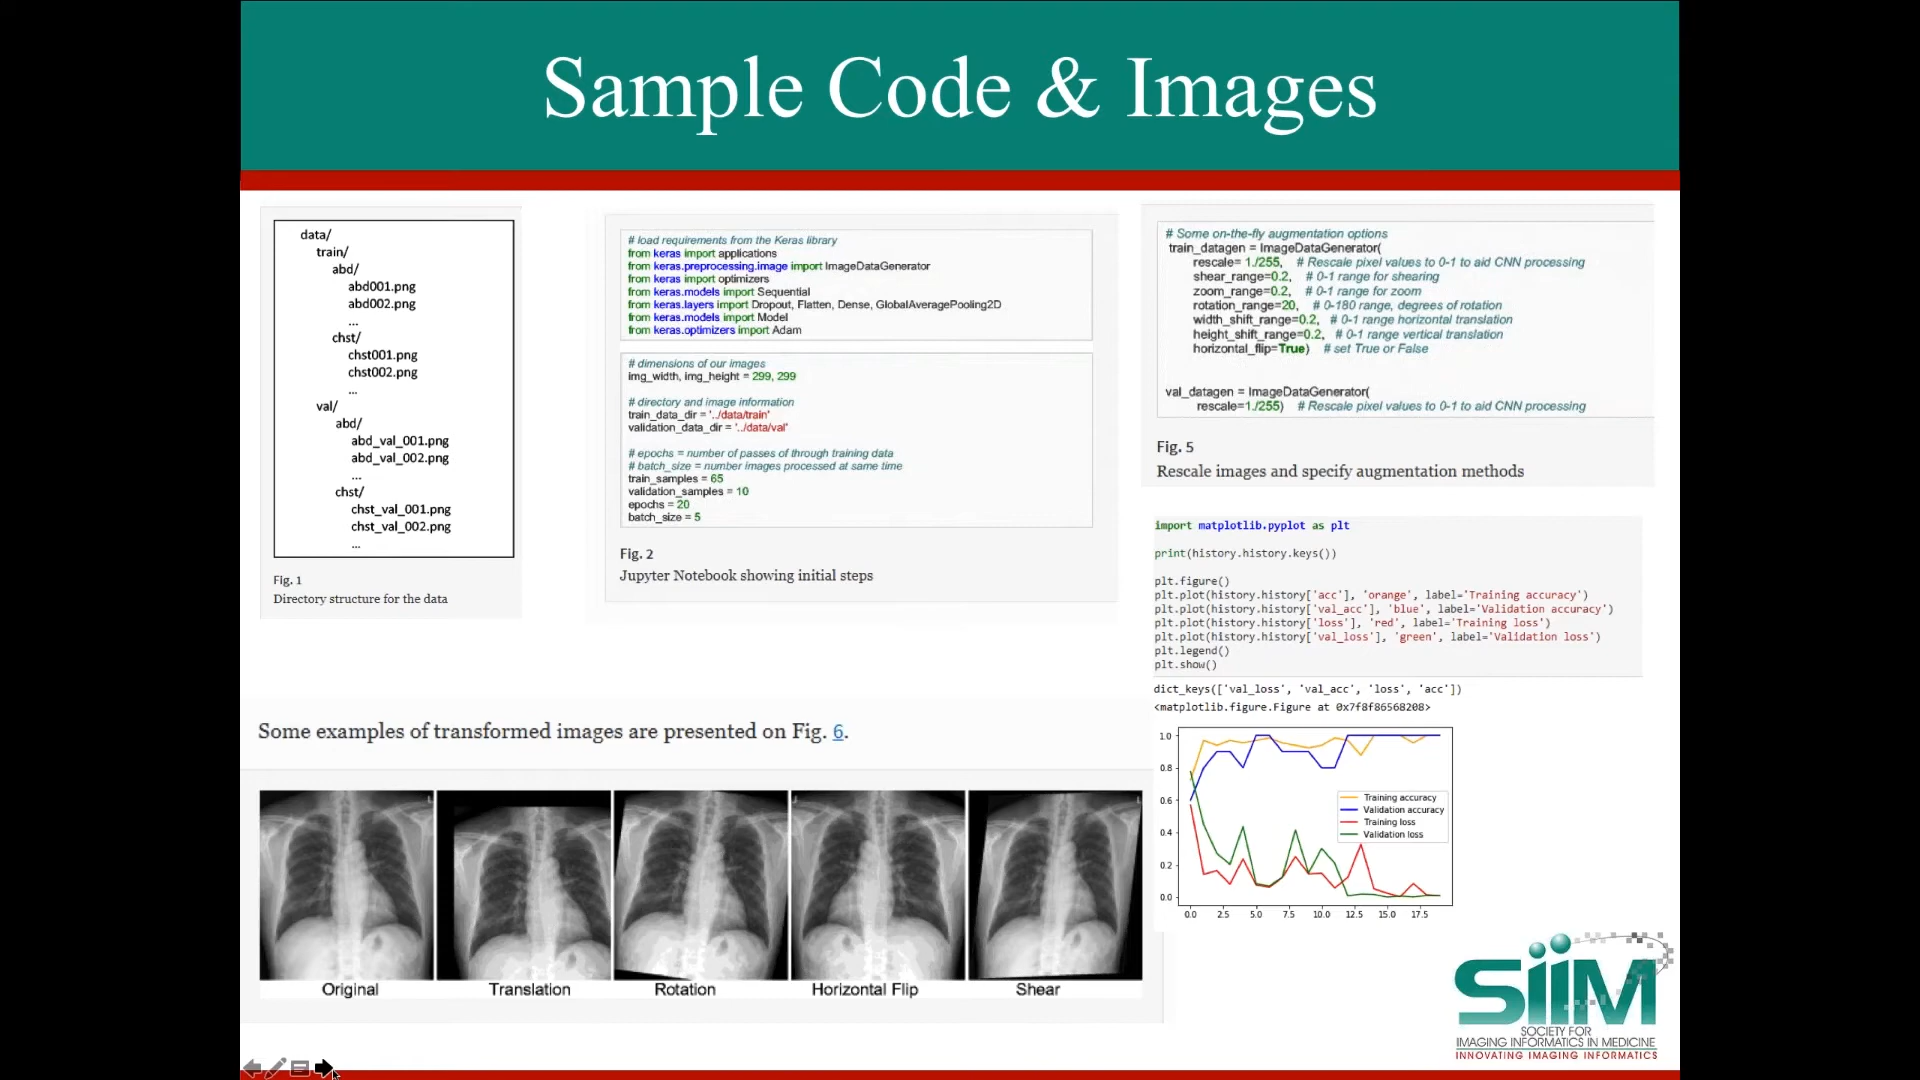 Sample Code & Images
data/
train/
abd/
abd001.png
abd002.png
...
chst/
chst001.png
chst002.png
...
val/
abd/
abd_val_001.png
abd_val_002.png
...
chst/
chst_val_001.png
chst_val_002.png
...
Fig. 1
Directory structure for the data
# load requirements from the Keras library
from keras import applications
from keras.preprocessing.image import ImageDataGenerator
from keras import optimizers
from keras.models import Sequential
from keras.layers import Dropout, Flatten, Dense, GlobalAveragePooling2D
from keras.models import Model
from keras.optimizers import Adam
# dimensions of our images
img_width, img_height = 299, 299
# directory and image information
train_data_dir = '../data/train'
validation_data_dir = '../data/val'
# epochs = number of passes of through training data
# batch_size = number images processed at same time
train_samples = 65
validation_samples = 10
epochs = 20
batch_size = 5
Fig. 2
Jupyter Notebook showing initial steps
# Some on-the-fly augmentation options
train_datagen = ImageDataGenerator(
rescale= 1./255, # Rescale pixel values to 0-1 to aid CNN processing
shear_range=0.2, # 0-1 range for shearing
zoom_range=0.2, # 0-1 range for zoom
rotation_range=20, # 0-180 range, degrees of rotation
width_shift_range=0.2, # 0-1 range horizontal translation
height_shift_range=0.2, # 0-1 range vertical translation
horizontal_flip=True) # set True or False
val_datagen = ImageDataGenerator(
rescale=1./255) # Rescale pixel values to 0-1 to aid CNN processing
Fig. 5
Rescale images and specify augmentation methods
import matplotlib.pyplot as plt
print(history.history.keys())
plt.figure()
plt.plot(history.history['acc'], 'orange', label='Training accuracy')
plt.plot(history.history['val_acc'], 'blue', label='Validation accuracy')
plt.plot(history.history['loss'], 'red', label='Training loss')
plt.plot(history.history['val_loss'], 'green', label='Validation loss')
plt.legend()
plt.show()
dict_keys(['val_loss', 'val_acc', 'loss', 'acc'])
<matplotlib.figure.Figure at 0x7f8f86568208>
1.0
0.8
0.6
0.4
0.2
0.0
Training accuracy
Validation accuracy
Training loss
Validation loss
0.0 2.5 5.0 7.5 10.0 12.5 15.0 17.5
Some examples of transformed images are presented on Fig. 6.
Original Translation Rotation Horizontal Flip Shear
SiiM
SOCIETY FOR
IMAGING INFORMATICS IN MEDICINE
INNOVATING IMAGING INFORMATICS